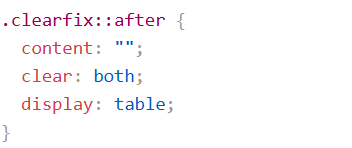 .clearfix::after {
  content: "";
  clear: both;
  display: table;
}